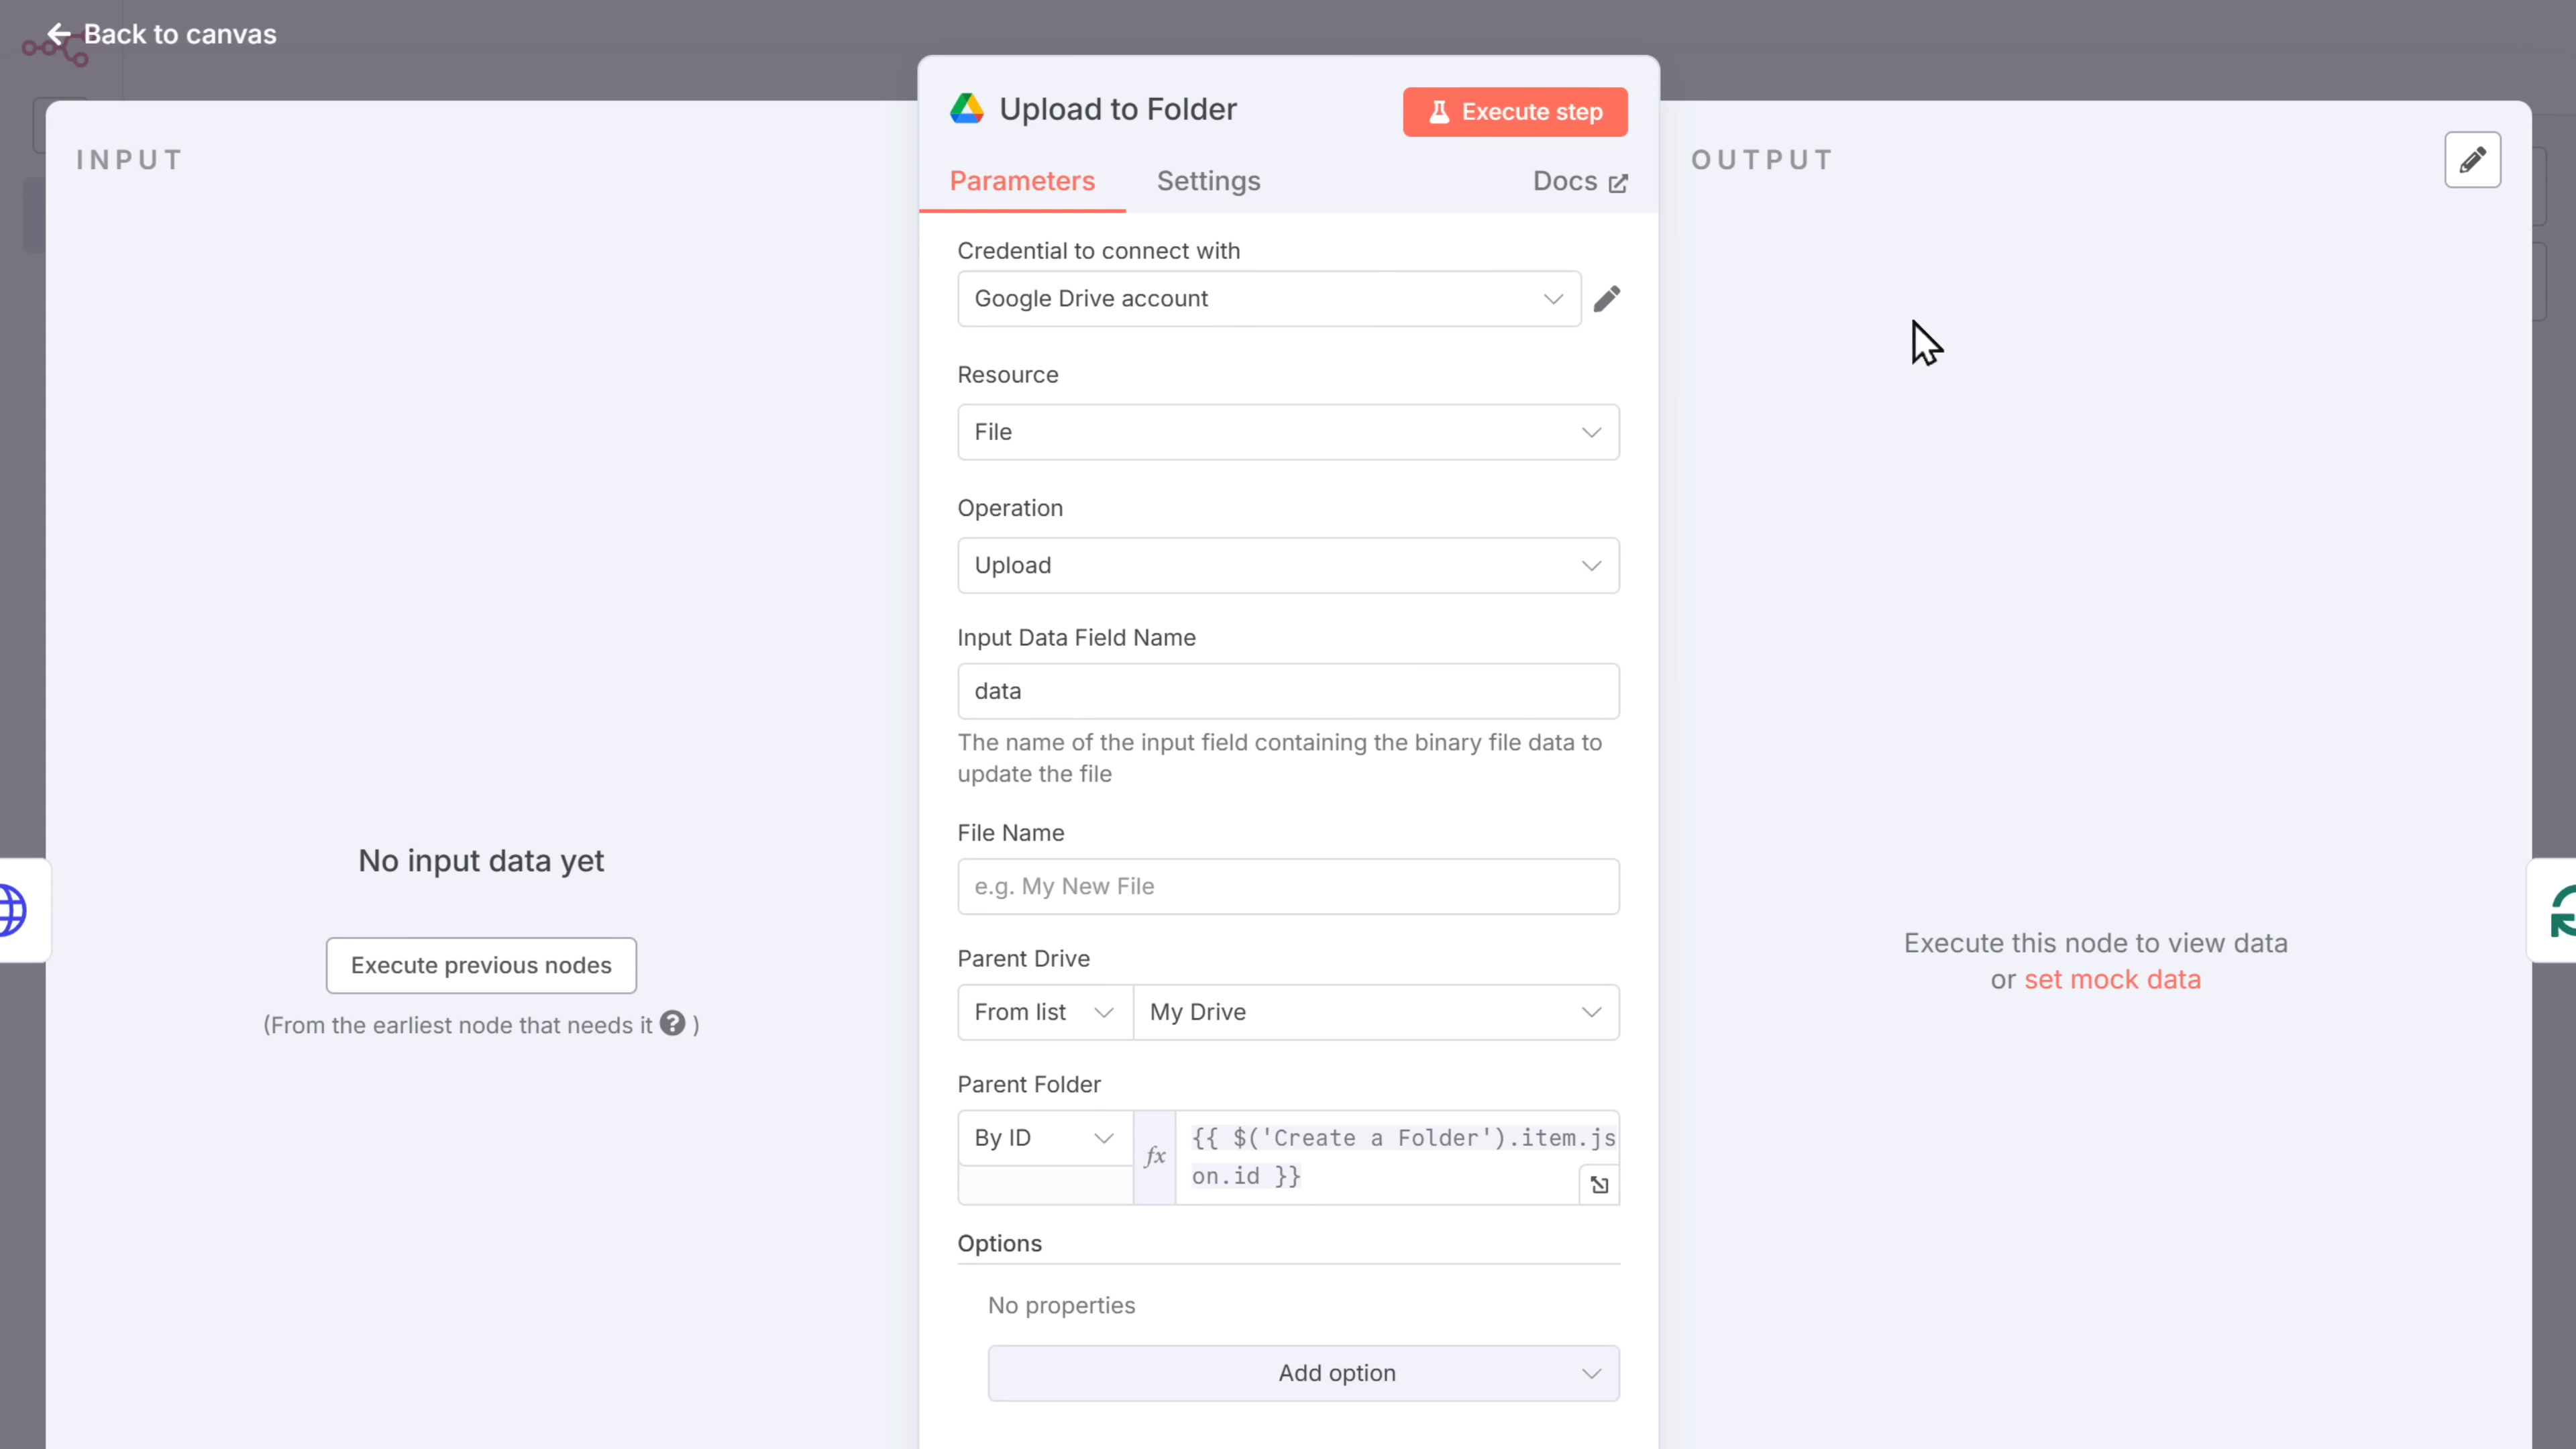 Back to canvas
INPUT
No input data yet
Execute previous nodes
(From the earliest node that needs it ? )
Upload to Folder
Execute step
Parameters
Settings
Docs
Credential to connect with
Google Drive account
Resource
File
Operation
Upload
Input Data Field Name
data
The name of the input field containing the binary file data to
update the file
File Name
e.g. My New File
Parent Drive
From list
My Drive
Parent Folder
By ID
fx
{{ $('Create a Folder').item.js
on.id }}
Options
No properties
Add option
OUTPUT
Execute this node to view data
or set mock data